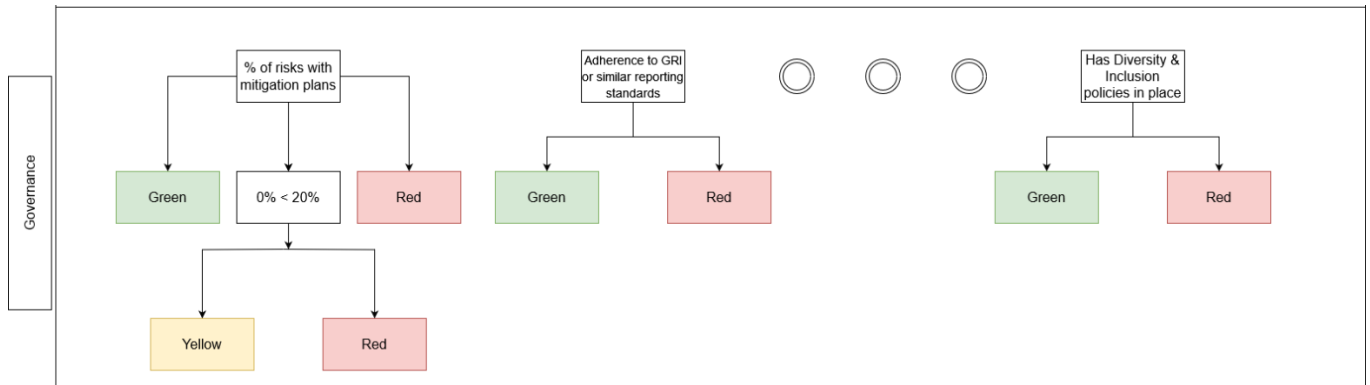 Governance
% of risks with
mitigation plans
Adherence to GRI
or similar reporting
standards
Has Diversity &
Inclusion
policies in place
Green
0% < 20%
Red
Green
Red
Green
Red
Yellow
Red